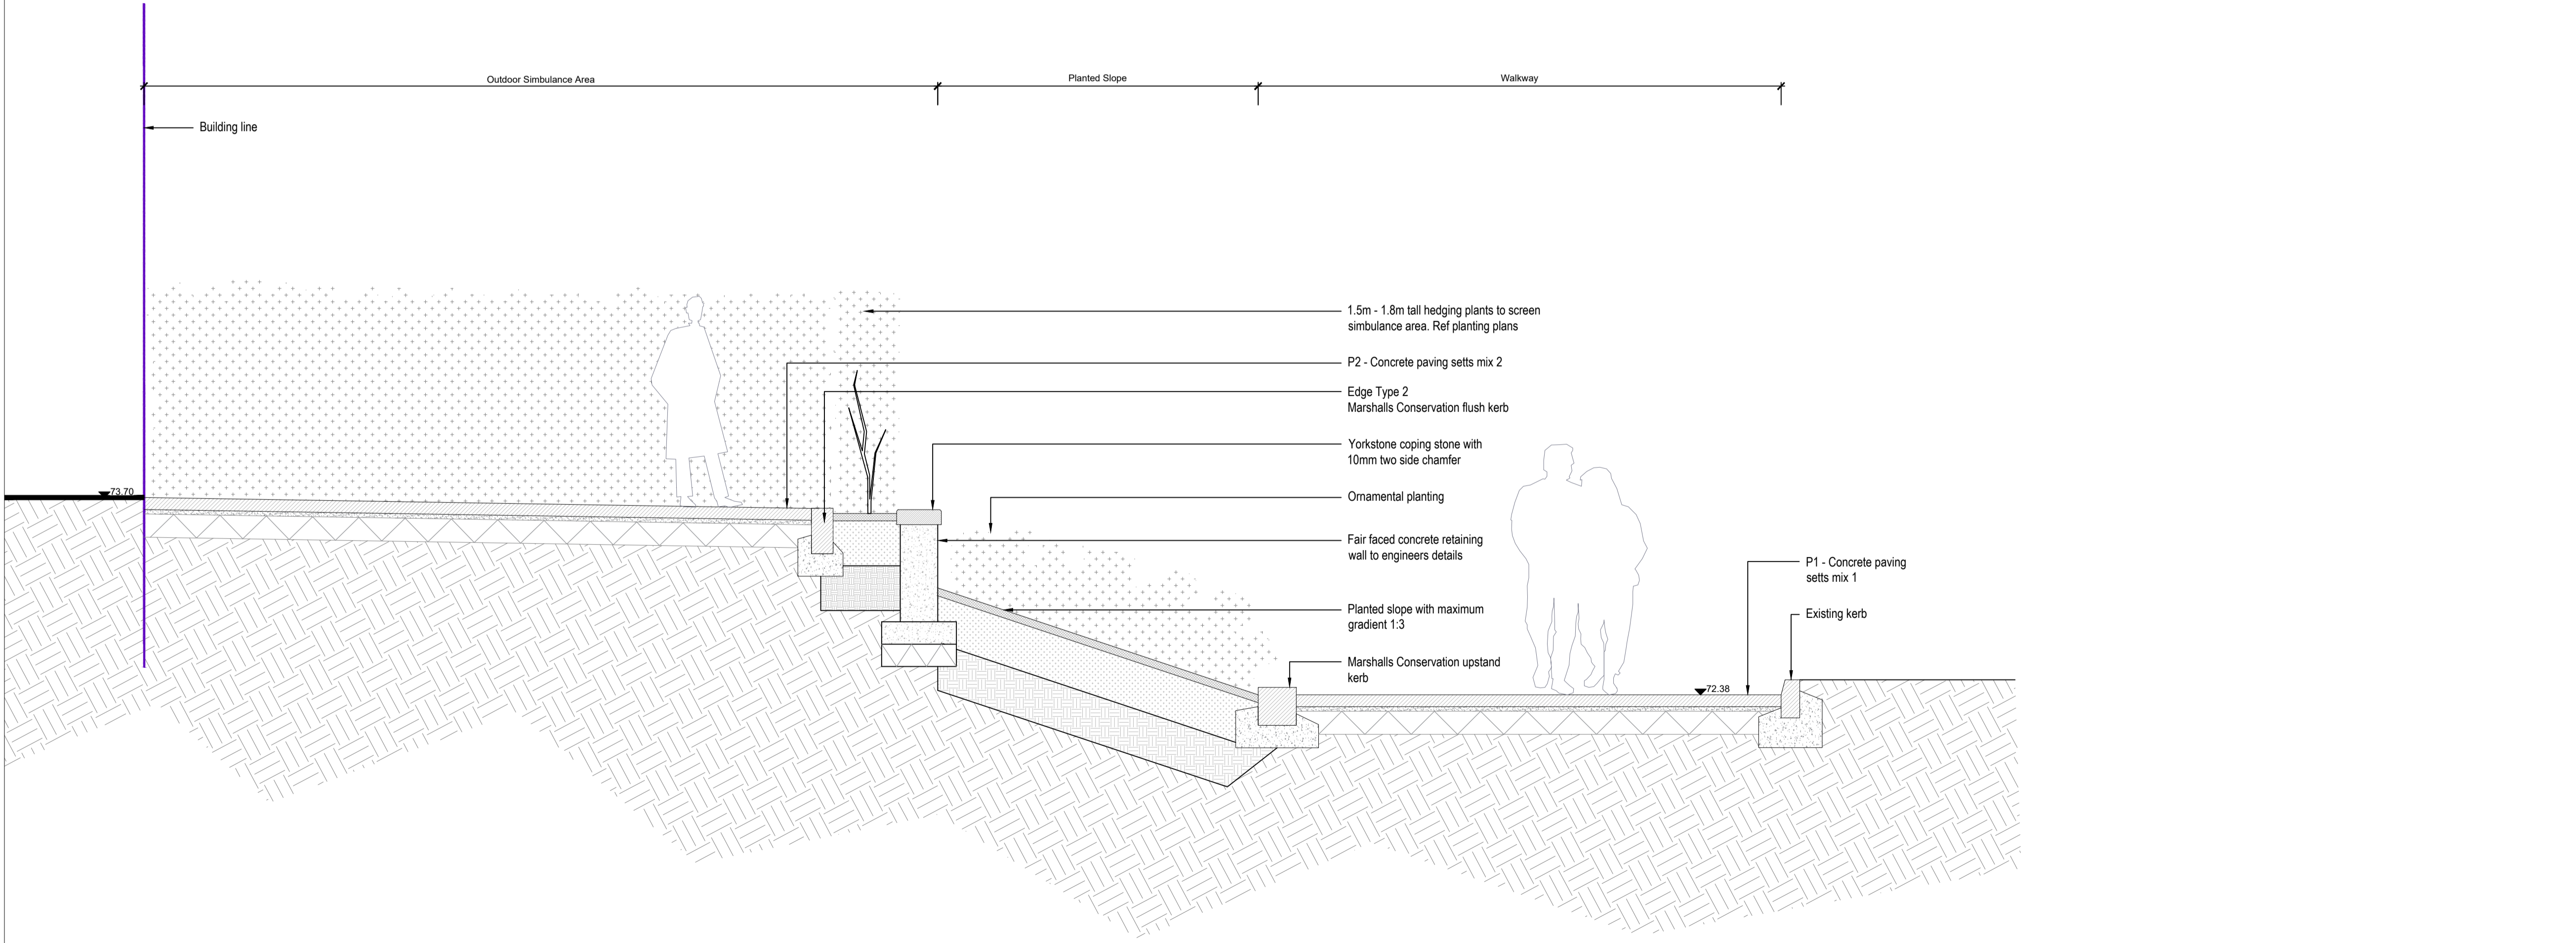 Outdoor Simbulance Area
Planted Slope
Walkway
Building line
1.5m - 1.8m tall hedging plants to screen
simbulance area. Ref planting plans
P2 - Concrete paving setts mix 2
Edge Type 2
Marshalls Conservation flush kerb
Yorkstone coping stone with
10mm two side chamfer
73.70
Ornamental planting
Fair faced concrete retaining
wall to engineers details
P1 - Concrete paving
setts mix 1
Planted slope with maximum
gradient 1:3
Existing kerb
Marshalls Conservation upstand
kerb
72.38